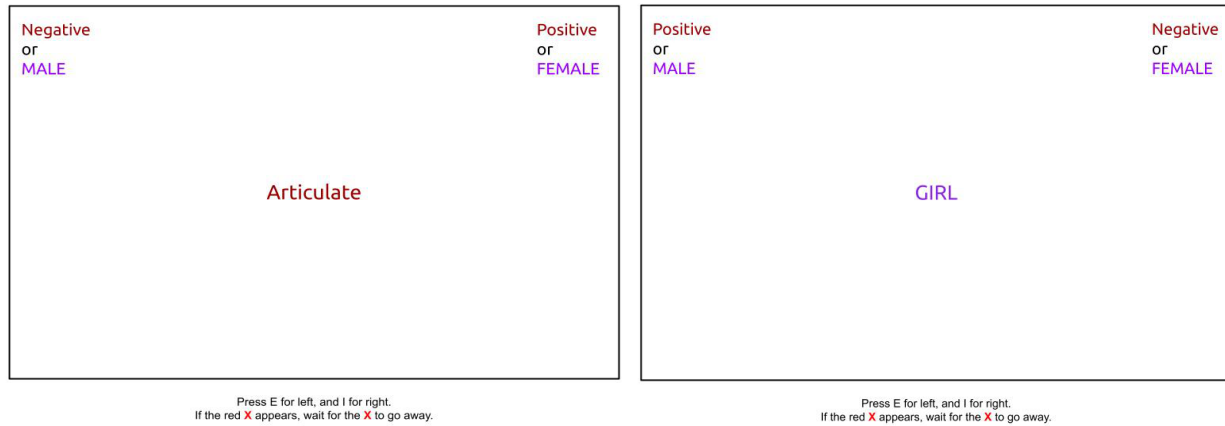 Negative
or
MALE
Positive
or
FEMALE
Articulate
Press E for left, and I for right.
If the red X appears, wait for the X to go away.
Positive
or
MALE
Negative
or
FEMALE
GIRL
Press E for left, and I for right.
If the red X appears, wait for the X to go away.